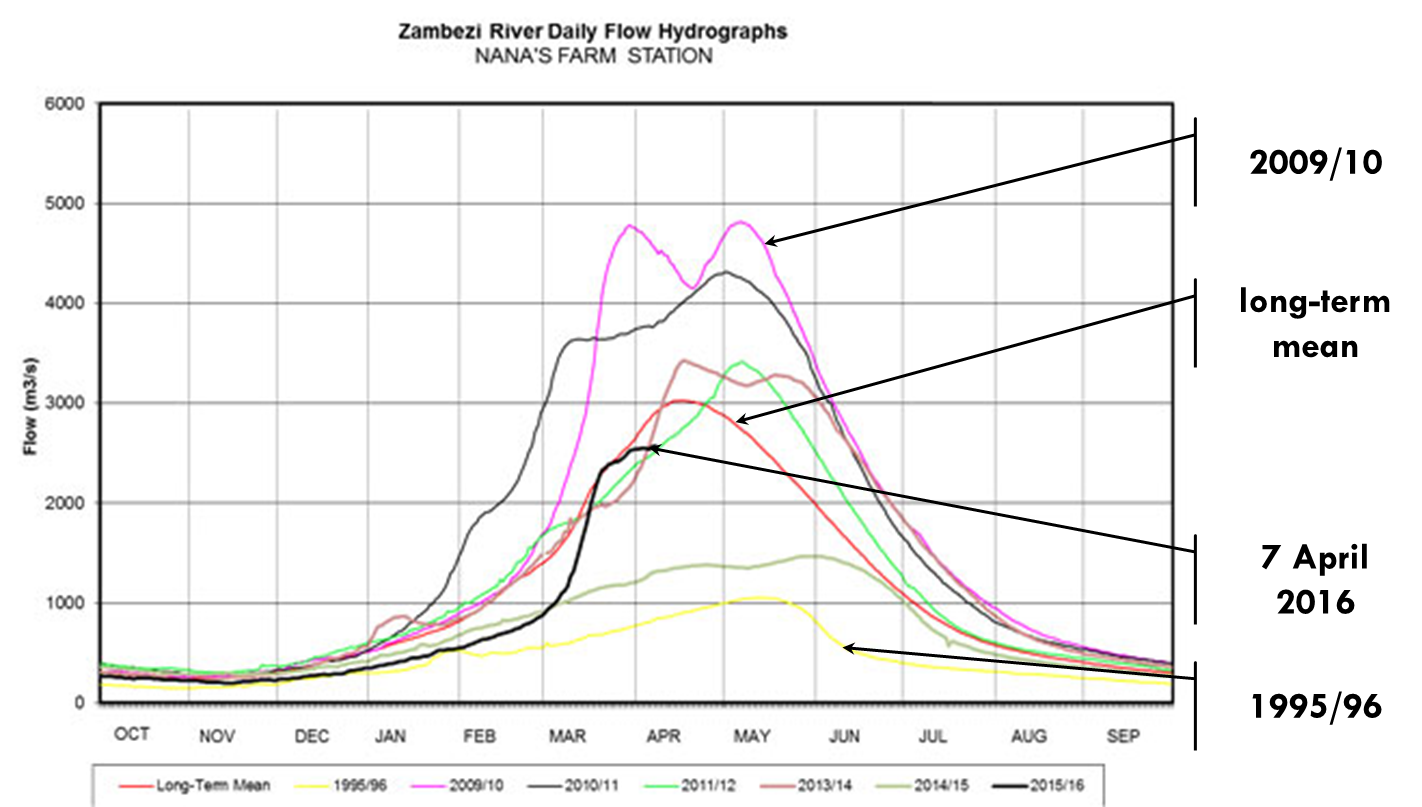 Zambezi River Daily Flow Hydrographs
NANA'S FARM STATION
6000
5000
4000
3000
2000
1000
0
Flow (m3/s)
OCT NOV DEC JAN FEB MAR APR MAY JUN JUL AUG SEP
Long-Term Mean 1995/96 2009/10 2010/11 2011/12 2013/14 2014/15 2015/16
2009/10
long-term
mean
7 April
2016
1995/96